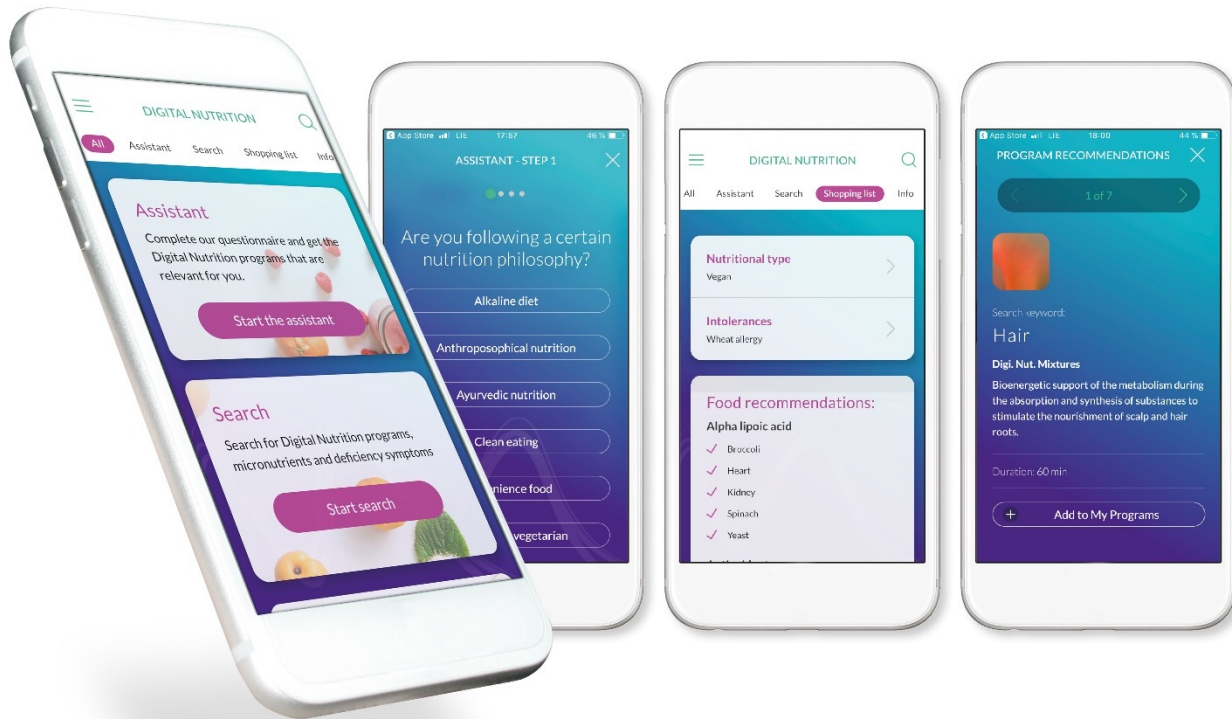 DIGITAL NUTRITION
All Assistant Search Shopping list Info
Assistant
Complete our questionnaire and get the
Digital Nutrition programs that are
relevant for you.
Start the assistant
Search
Search for Digital Nutrition programs,
micronutrients and deficiency symptoms
Start search
App Store LIE 17:57 46 %
ASSISTANT - STEP 1
Are you following a certain
nutrition philosophy?
Alkaline diet
Anthroposophical nutrition
Ayurvedic nutrition
Clean eating
food
vegetarian
DIGITAL NUTRITION
All Assistant Search Shopping list Info
Nutritional type
Vegan
Intolerances
Wheat allergy
Food recommendations:
Alpha lipoic acid
Broccoli
Heart
Kidney
Spinach
Yeast
App Store LIE 18:00 44 %
PROGRAM RECOMMENDATIONS
1 of 7
Search keyword:
Hair
Digi. Nut. Mixtures
Bioenergetic support of the metabolism during
the absorption and synthesis of substances to
stimulate the nourishment of scalp and hair
roots.
Duration: 60 min
+ Add to My Programs